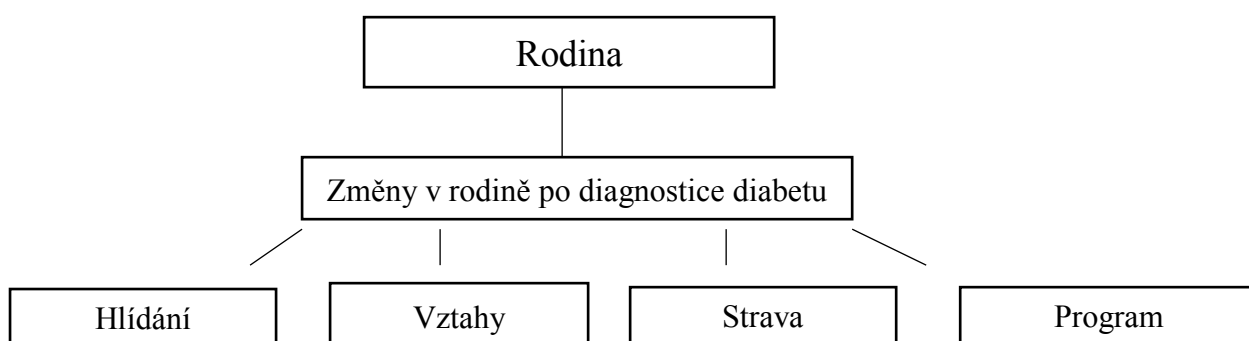 Rodina
Změny v rodině po diagnostice diabetu
Hlídání
Vztahy
Strava
Program